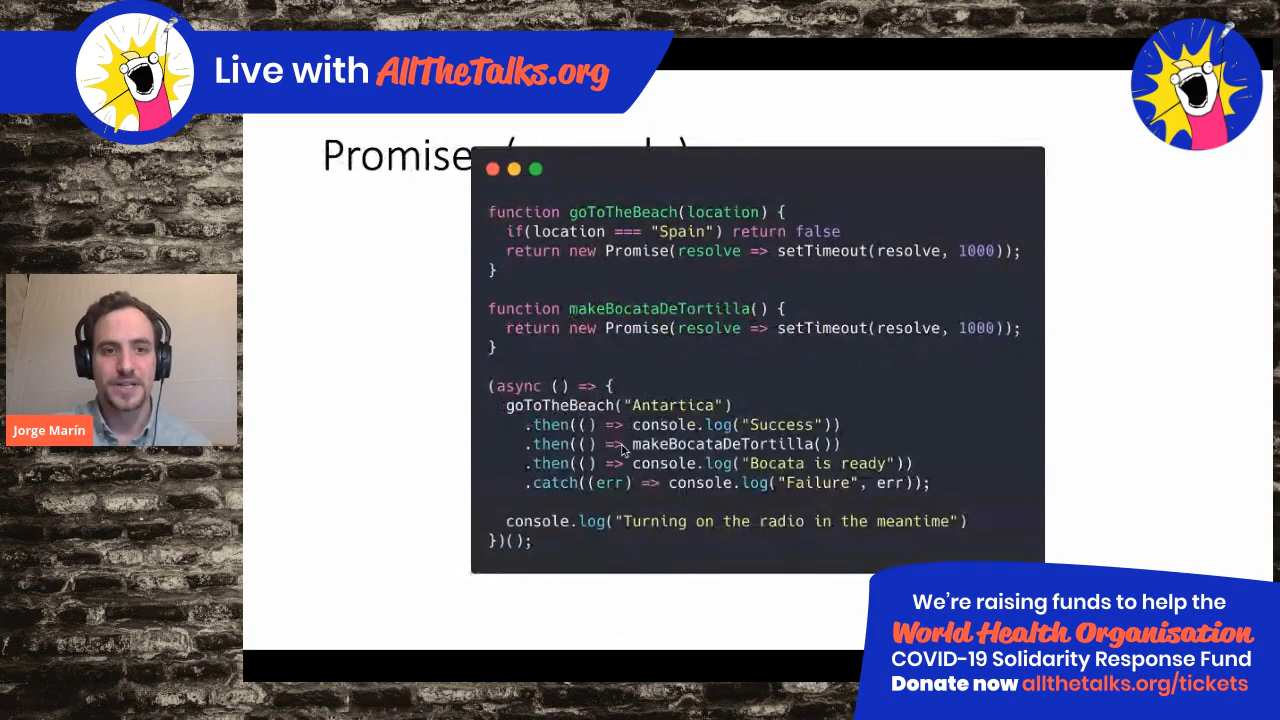 Live with AllTheTalks.org
Promise
function goToTheBeach(location) {
  if(location === "Spain") return false
  return new Promise(resolve => setTimeout(resolve, 1000));
}
function makeBocataDeTortilla() {
  return new Promise(resolve => setTimeout(resolve, 1000));
}
(async () => {
  goToTheBeach("Antartica")
    .then(() => console.log("Success"))
    .then(() => makeBocataDeTortilla())
    .then(() => console.log("Bocata is ready"))
    .catch((err) => console.log("Failure", err));
  console.log("Turning on the radio in the meantime")
})();
Jorge Marín
We're raising funds to help the
World Health Organisation
COVID-19 Solidarity Response Fund
Donate now allthetalks.org/tickets